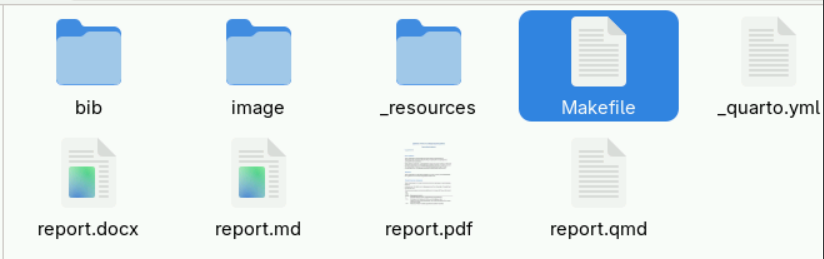 bib image _resources Makefile _quarto.yml
report.docx report.md report.pdf report.qmd